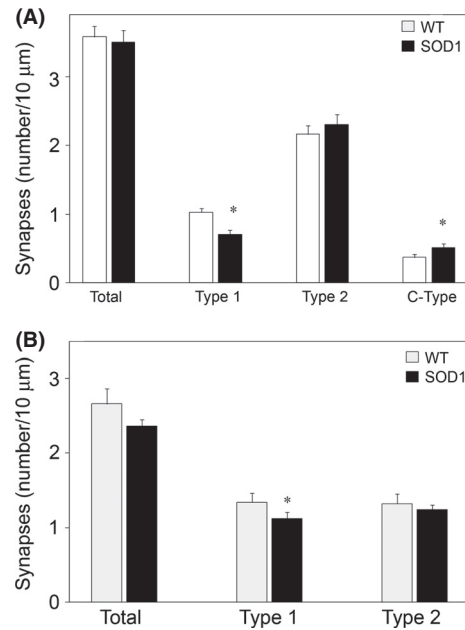 (A)
WT
SOD1
Synapses (number/10 μm)
3
2
1
0
*
*
Total Type 1 Type 2 C-Type
(B)
WT
SOD1
Synapses (number/10 μm)
3
2
1
0
*
Total Type 1 Type 2